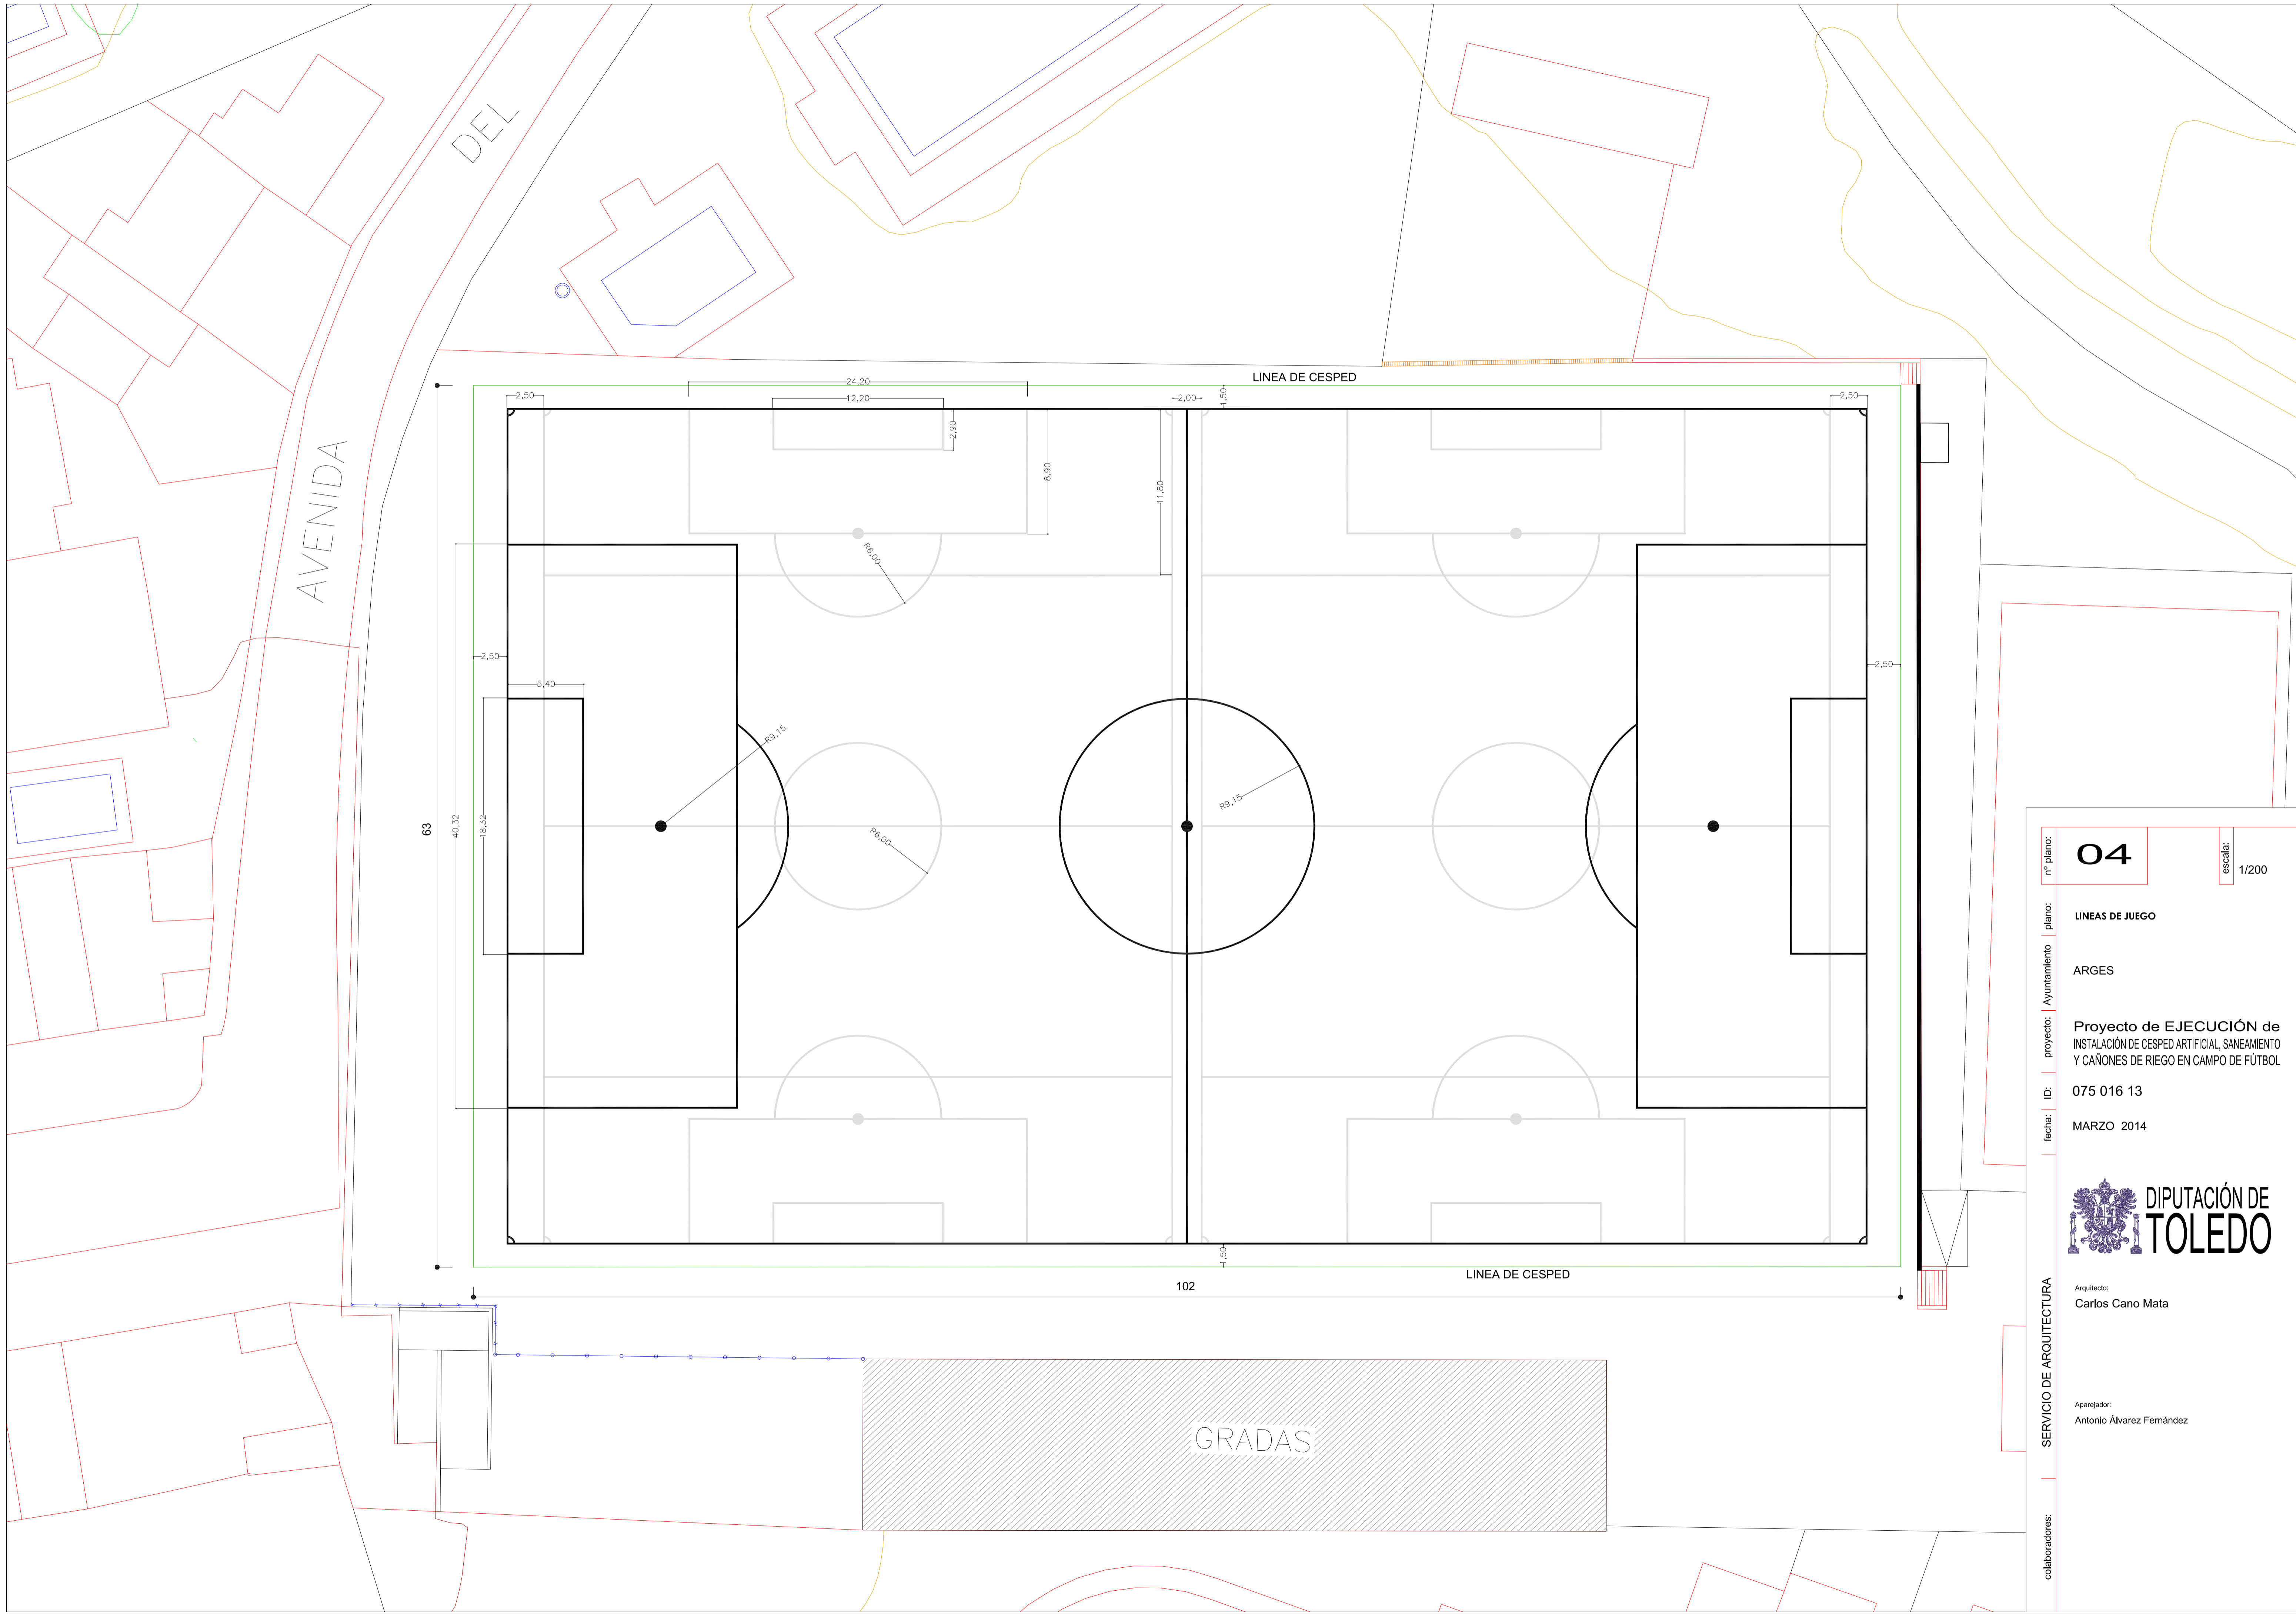 DEL
AVENIDA
LINEA DE CESPED
24,20
2,50
12,20
2,00
1,50
2,50
2,90
8,90
11,80
R6,00
2,50
2,50
5,40
R9,15
R9,15
63
40,32
18,32
R6,00
1,50
LINEA DE CESPED
102
GRADAS
nº plano:
04
escala:
1/200
plano:
LINEAS DE JUEGO
Ayuntamiento
ARGES
proyecto:
Proyecto de EJECUCIÓN de
INSTALACIÓN DE CESPED ARTIFICIAL, SANEAMIENTO
Y CAÑONES DE RIEGO EN CAMPO DE FÚTBOL
ID:
075 016 13
fecha:
MARZO 2014
DIPUTACIÓN DE
TOLEDO
SERVICIO DE ARQUITECTURA
Arquitecto:
Carlos Cano Mata
Aparejador:
Antonio Álvarez Fernández
colaboradores: